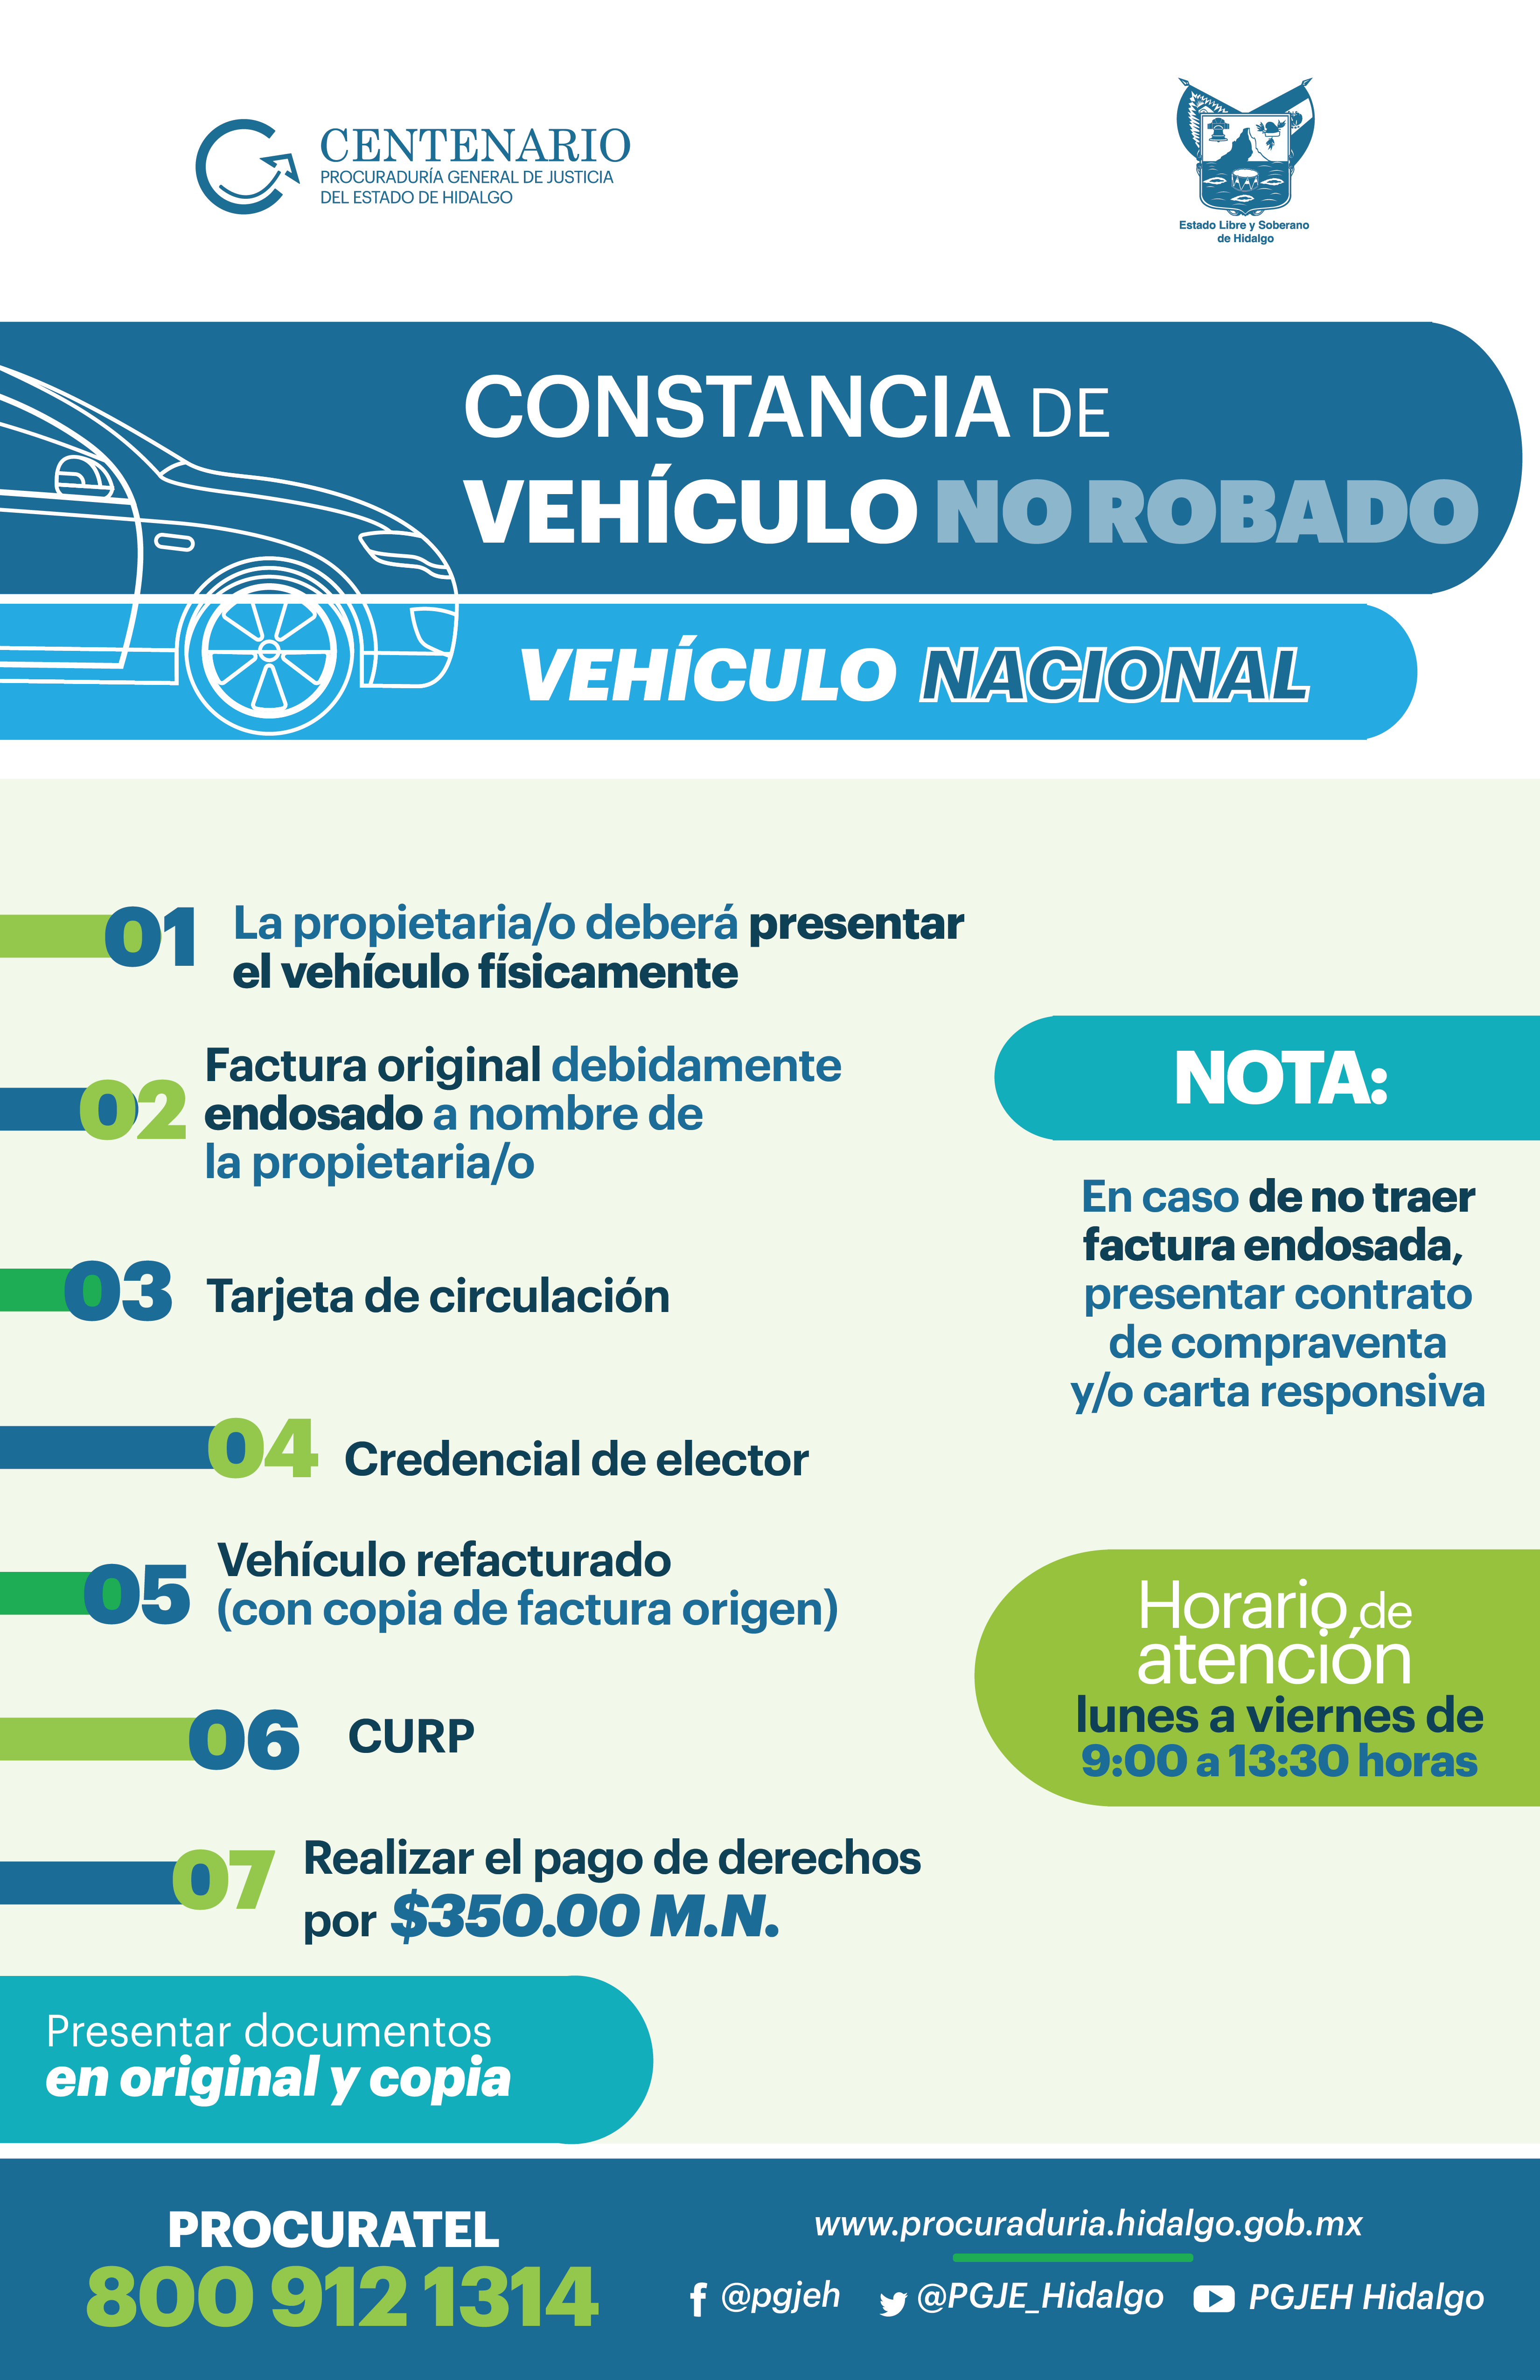 CENTENARIO
PROCURADURÍA GENERAL DE JUSTICIA
DEL ESTADO DE HIDALGO
Estado Libre y Soberano
de Hidalgo
CONSTANCIA DE
VEHÍCULO NO ROBADO
VEHÍCULO NACIONAL
01 La propietaria/o deberá presentar
el vehículo físicamente
02 Factura original debidamente
endosado a nombre de
la propietaria/o
03 Tarjeta de circulación
04 Credencial de elector
05 Vehículo refacturado
(con copia de factura origen)
06 CURP
07 Realizar el pago de derechos
por $350.00 M.N.
NOTA:
En caso de no traer
factura endosada,
presentar contrato
de compraventa
y/o carta responsiva
Horario de
atención
lunes a viernes de
9:00 a 13:30 horas
Presentar documentos
en original y copia
PROCURATEL
800 912 1314
www.procuraduria.hidalgo.gob.mx
@pgjeh @PGJE_Hidalgo PGJEH Hidalgo